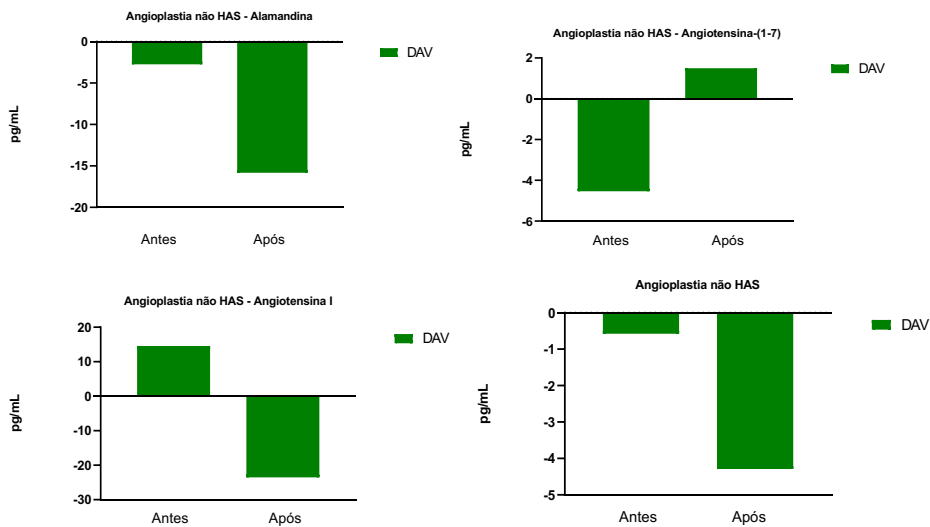 Angioplastia não HAS - Alamandina
0
-5
-10
-15
-20
pg/mL
Antes Após
DAV
Angioplastia não HAS - Angiotensina-(1-7)
2
0
-2
-4
-6
pg/mL
Antes Após
DAV
Angioplastia não HAS - Angiotensina I
20
10
0
-10
-20
-30
pg/mL
Antes Após
DAV
Angioplastia não HAS
0
-1
-2
-3
-4
-5
pg/mL
Antes Após
DAV